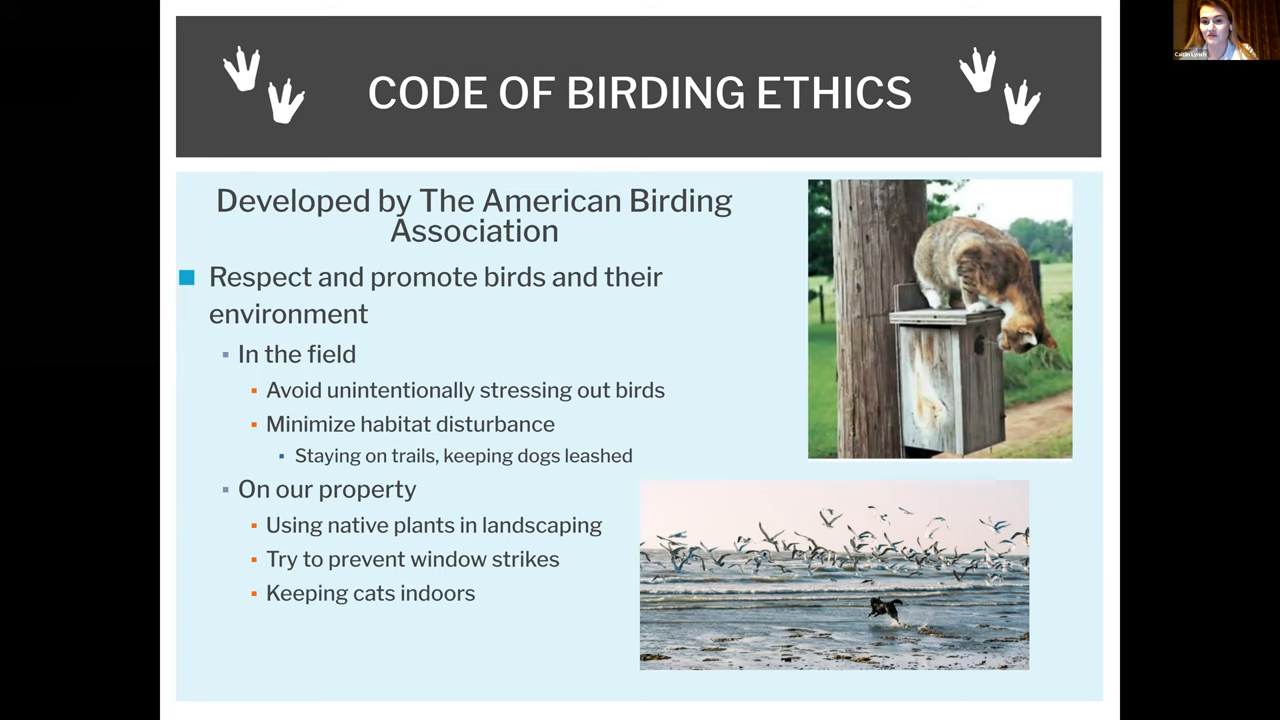 CODE OF BIRDING ETHICS
Caitlin Lynch
Developed by The American Birding
Association
Respect and promote birds and their
environment
In the field
Avoid unintentionally stressing out birds
Minimize habitat disturbance
Staying on trails, keeping dogs leashed
On our property
Using native plants in landscaping
Try to prevent window strikes
Keeping cats indoors